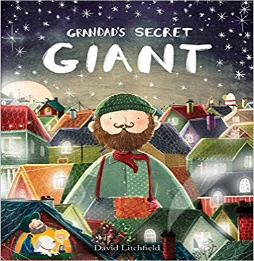 GRANDAD'S SECRET
GIANT
David Litchfield